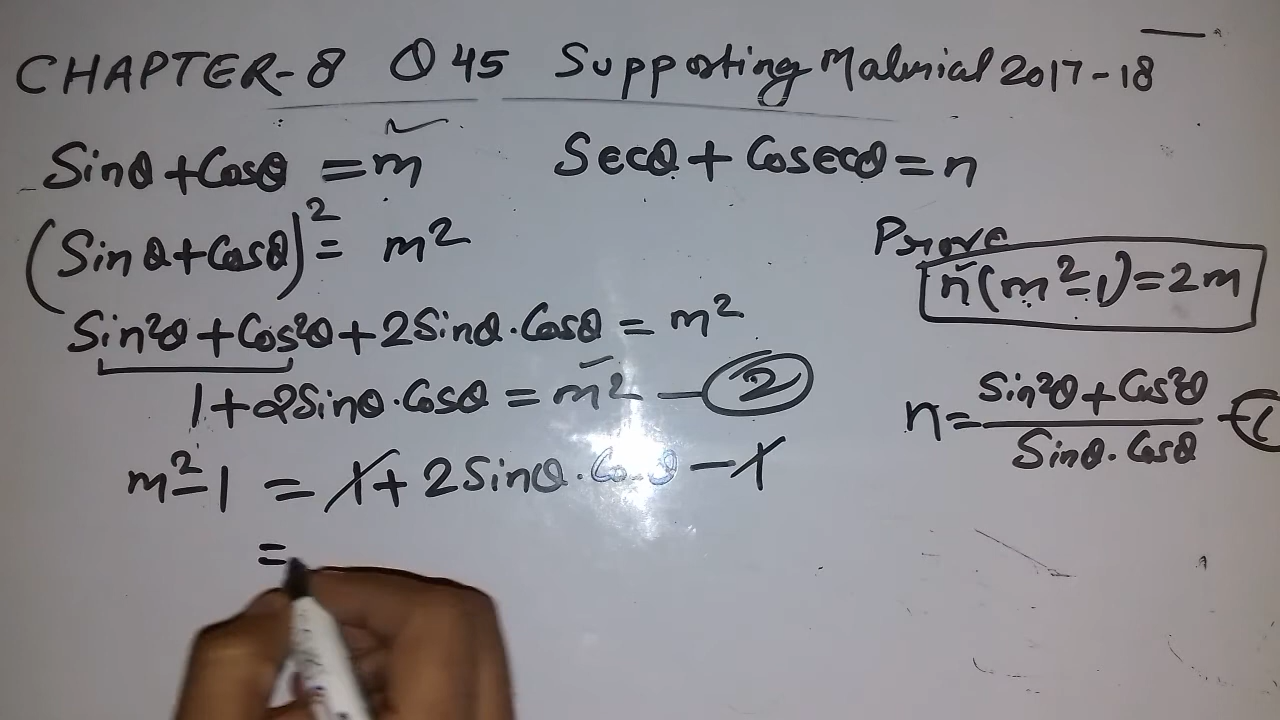 CHAPTER-8 Q 45 Supporting Material 2017-18
Sinθ + Cosθ = m
Secθ + Cosecθ = n
(Sinθ + Cosθ)² = m²
Sin²θ + Cos²θ + 2Sinθ.Cosθ = m²
1 + 2Sinθ.Cosθ = m² — (2)
m² - 1 = 1 + 2Sinθ.Cosθ - 1
=
Prove
n(m² - 1) = 2m
n = (Sin²θ + Cos²θ)/(Sinθ.Cosθ) — (1